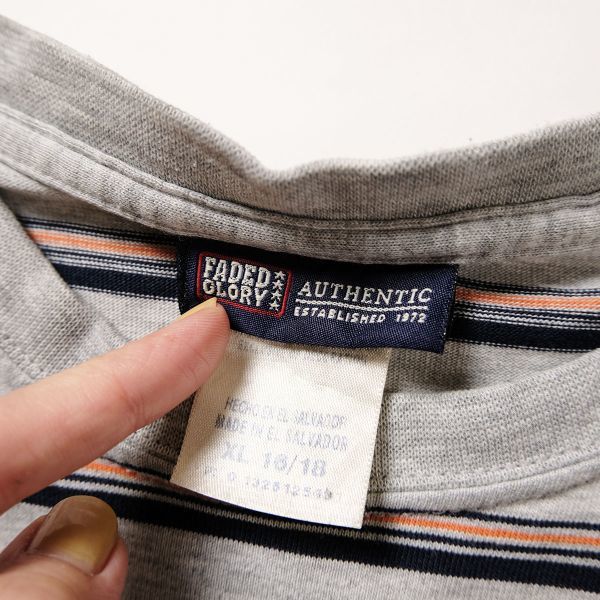 FADED
GLORY
AUTHENTIC
ESTABLISHED 1972
HECHO EN EL SALVADOR
MADE IN EL SALVADOR
XL 16/18